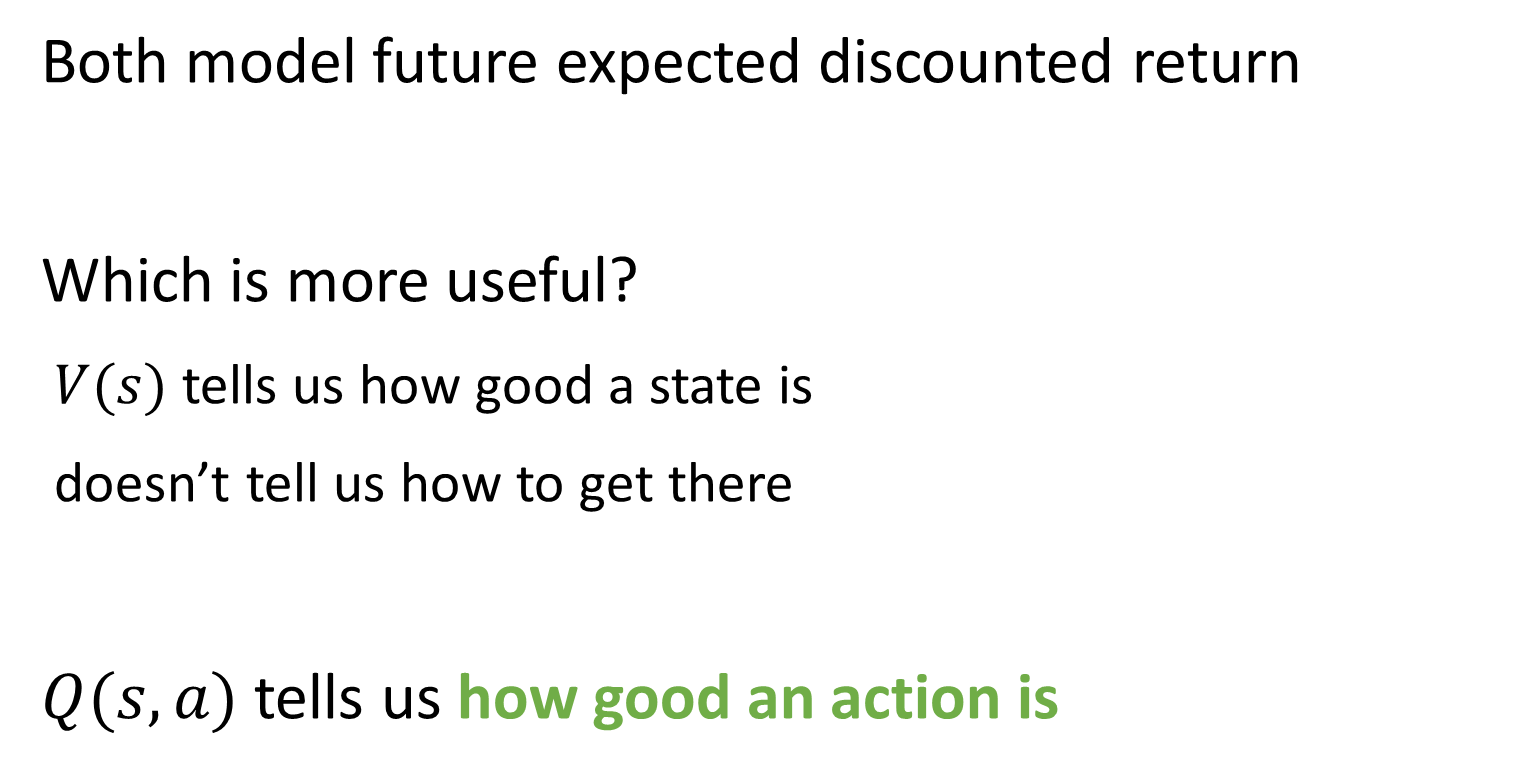 Both model future expected discounted return
Which is more useful?
V(s) tells us how good a state is
doesn’t tell us how to get there
Q(s, a) tells us how good an action is